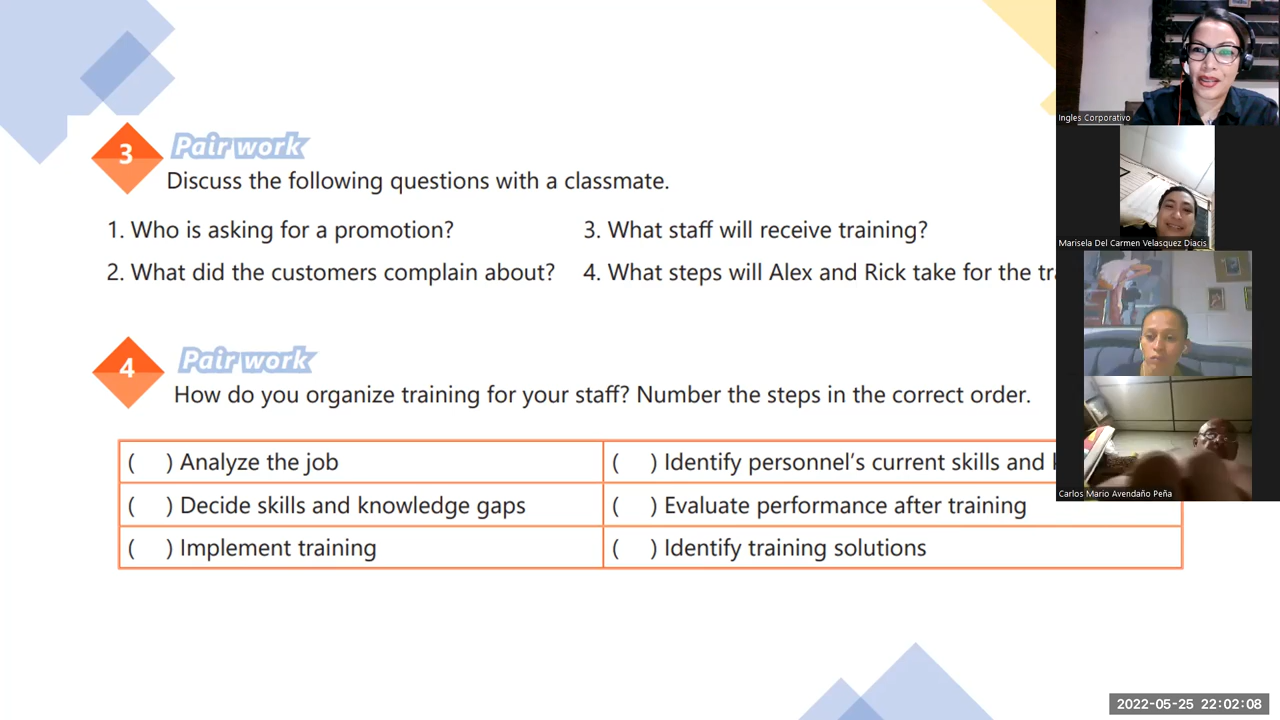 3
Pair work
Discuss the following questions with a classmate.
1. Who is asking for a promotion?
2. What did the customers complain about?
3. What staff will receive training?
4. What steps will Alex and Rick take for the
4
Pair work
How do you organize training for your staff? Number the steps in the correct order.
( ) Analyze the job
( ) Identify personnel's current skills and
( ) Decide skills and knowledge gaps
( ) Evaluate performance after training
( ) Implement training
( ) Identify training solutions
Ingles Corporativo
Marisela Del Carmen Velasquez Diacis
Carlos Mario Avendaño Peña
2022-05-25 22:02:08